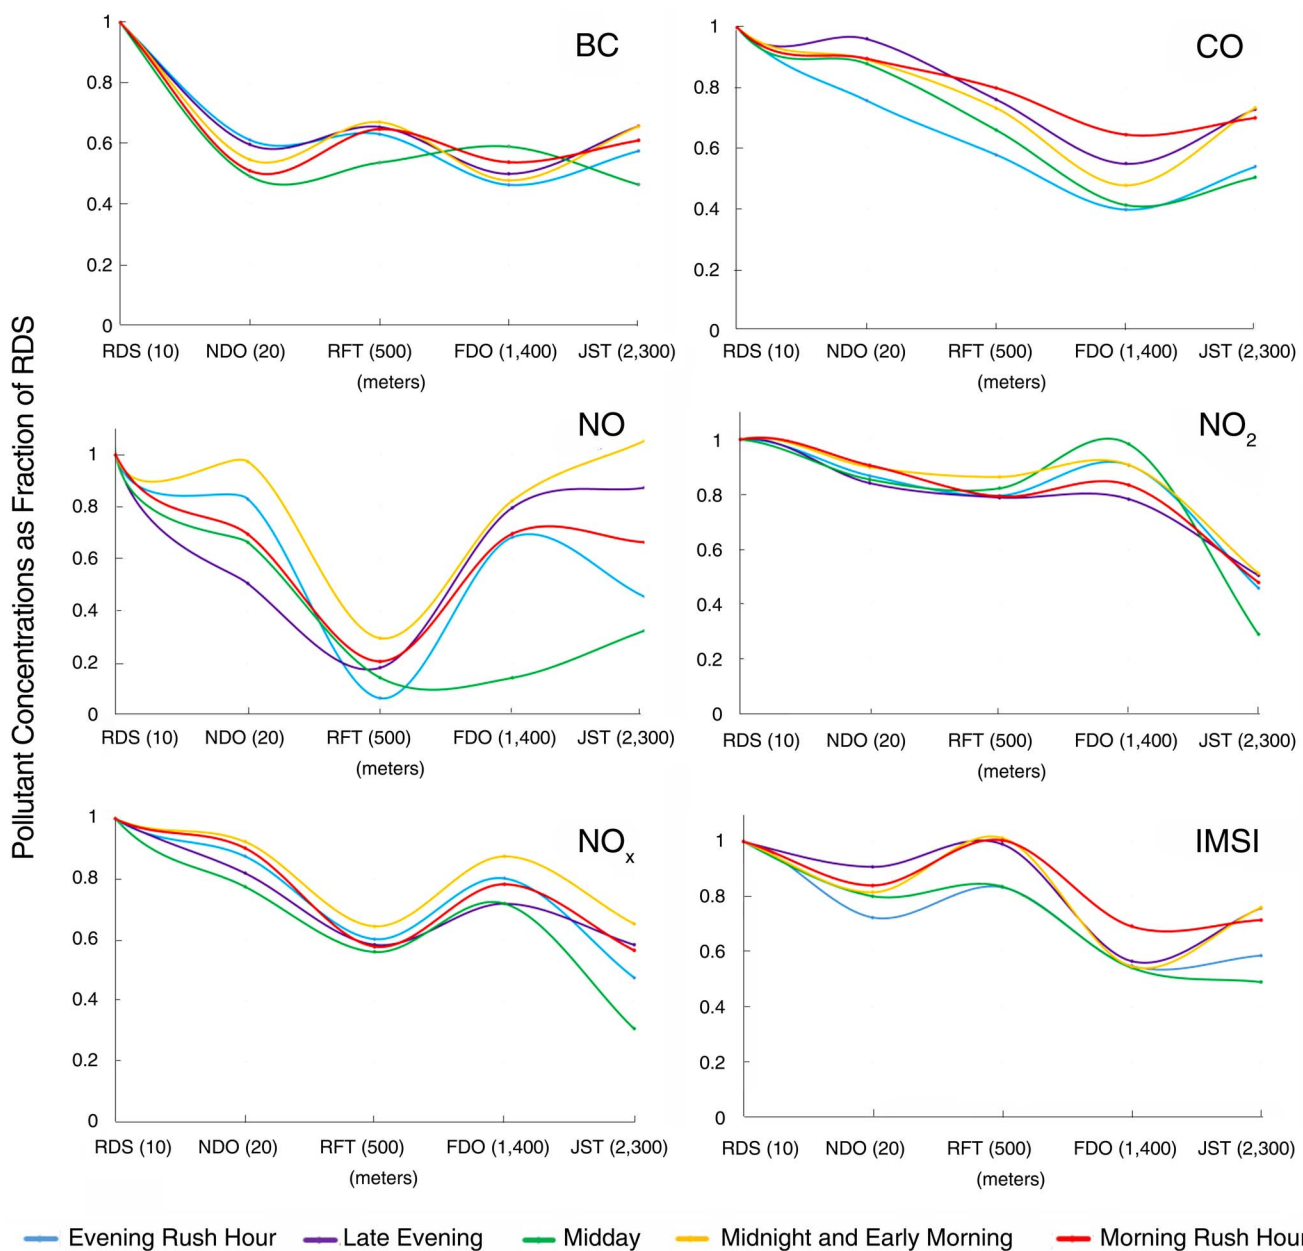 Pollutant Concentrations as Fraction of RDS
BC
1
0.8
0.6
0.4
0.2
0
RDS (10) NDO (20) RFT (500) FDO (1,400) JST (2,300)
(meters)
CO
1
0.8
0.6
0.4
0.2
0
RDS (10) NDO (20) RFT (500) FDO (1,400) JST (2,300)
(meters)
NO
1
0.8
0.6
0.4
0.2
0
RDS (10) NDO (20) RFT (500) FDO (1,400) JST (2,300)
(meters)
NO2
1
0.8
0.6
0.4
0.2
0
RDS (10) NDO (20) RFT (500) FDO (1,400) JST (2,300)
(meters)
NOx
1
0.8
0.6
0.4
0.2
0
RDS (10) NDO (20) RFT (500) FDO (1,400) JST (2,300)
(meters)
IMSI
1
0.8
0.6
0.4
0.2
0
RDS (10) NDO (20) RFT (500) FDO (1,400) JST (2,300)
(meters)
Evening Rush Hour Late Evening Midday Midnight and Early Morning Morning Rush Hour